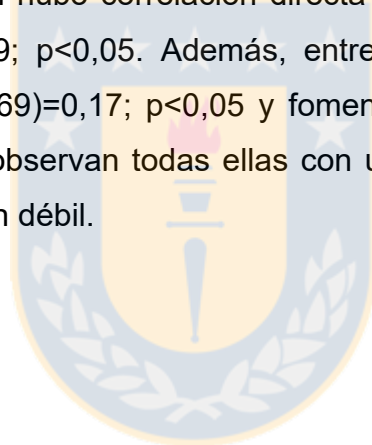 hubo correlación directa
9; p<0,05. Además, entre
69)=0,17; p<0,05 y fomen
observan todas ellas con u
n débil.